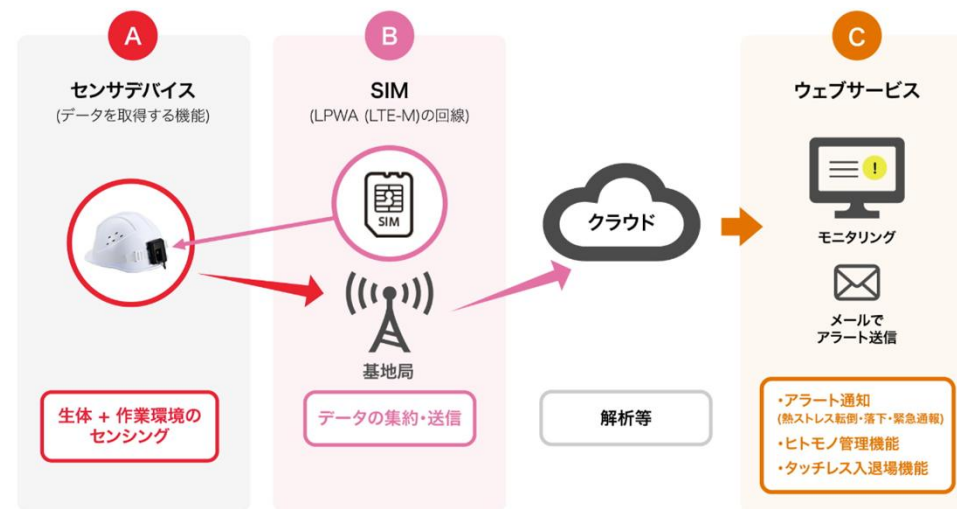 A
センサデバイス
(データを取得する機能)
生体 + 作業環境の
センシング
B
SIM
(LPWA (LTE-M)の回線)
SIM
基地局
データの集約・送信
クラウド
解析等
C
ウェブサービス
!
モニタリング
メールで
アラート送信
・アラート通知
(熱ストレス転倒・落下・緊急通報)
・ヒトモノ管理機能
・タッチレス入退場機能